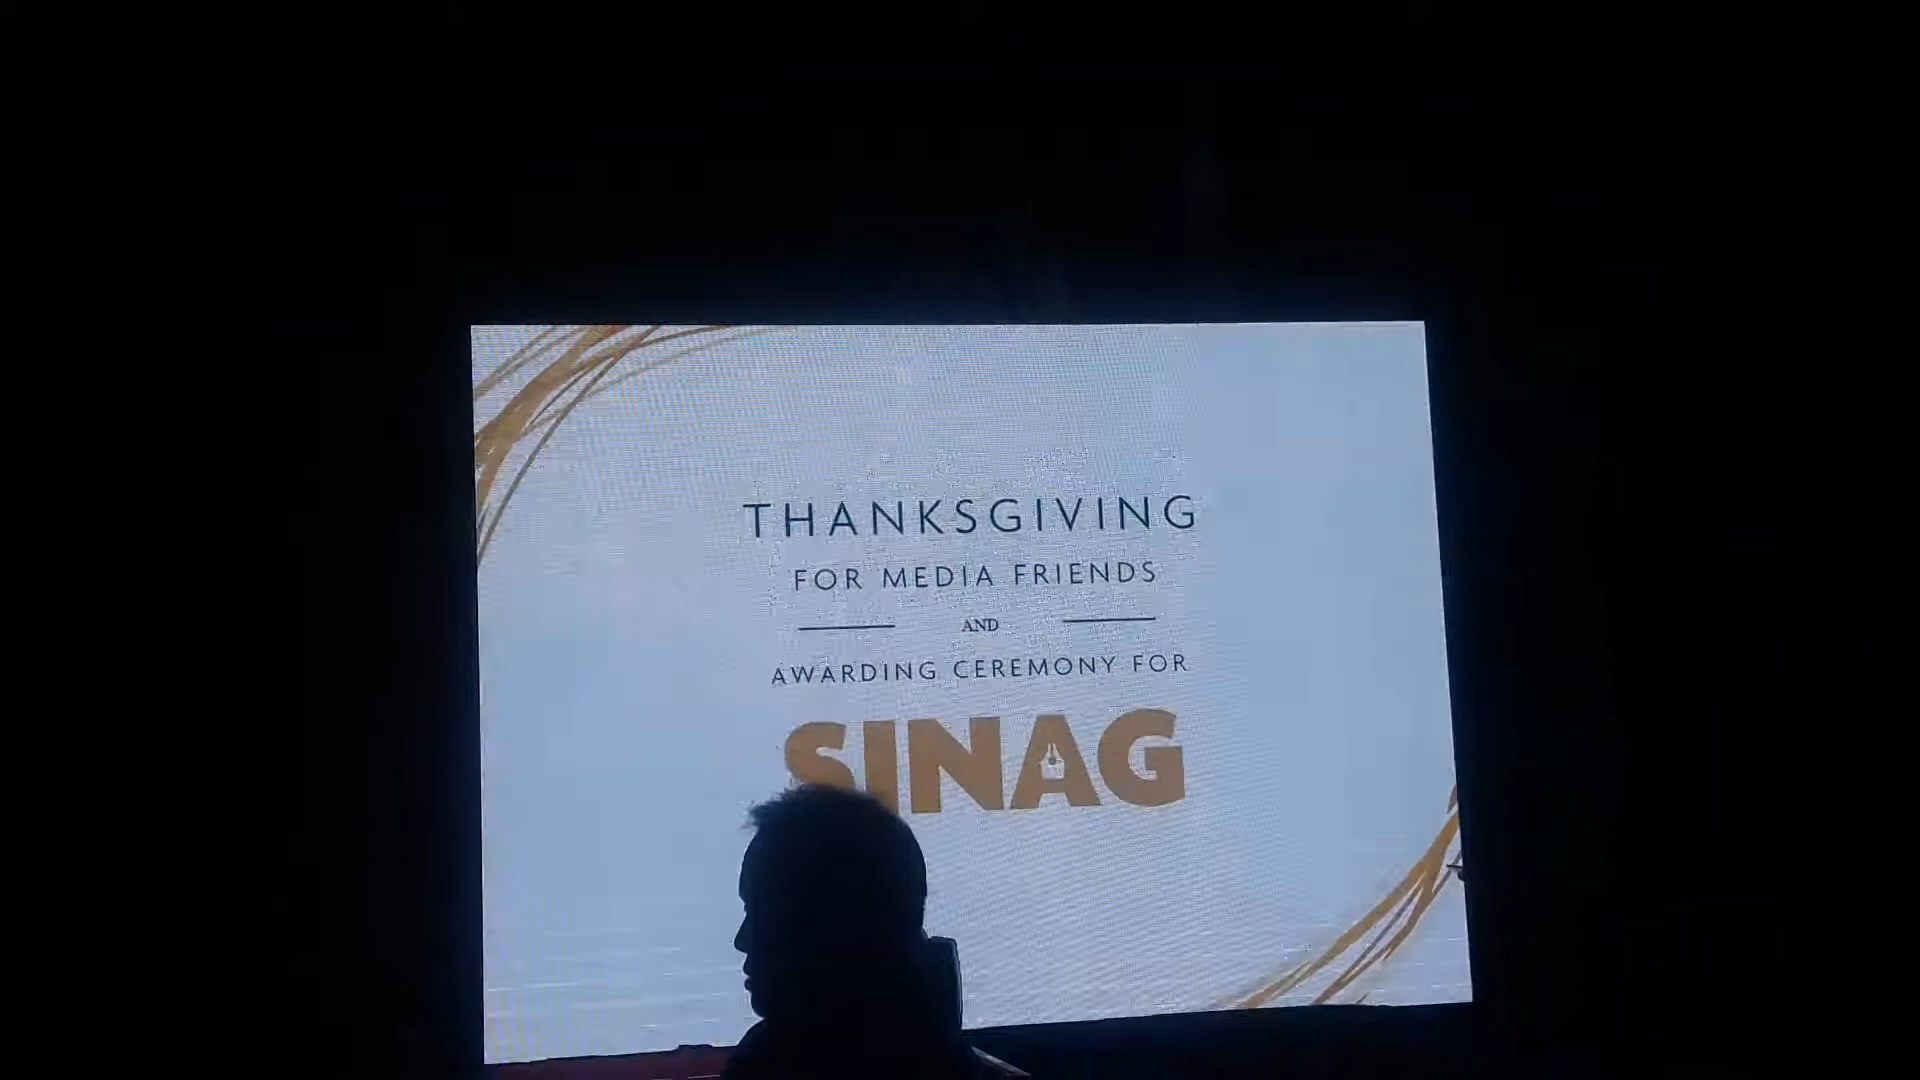 THANKSGIVING
FOR MEDIA FRIENDS
AND
AWARDING CEREMONY FOR
SINAG